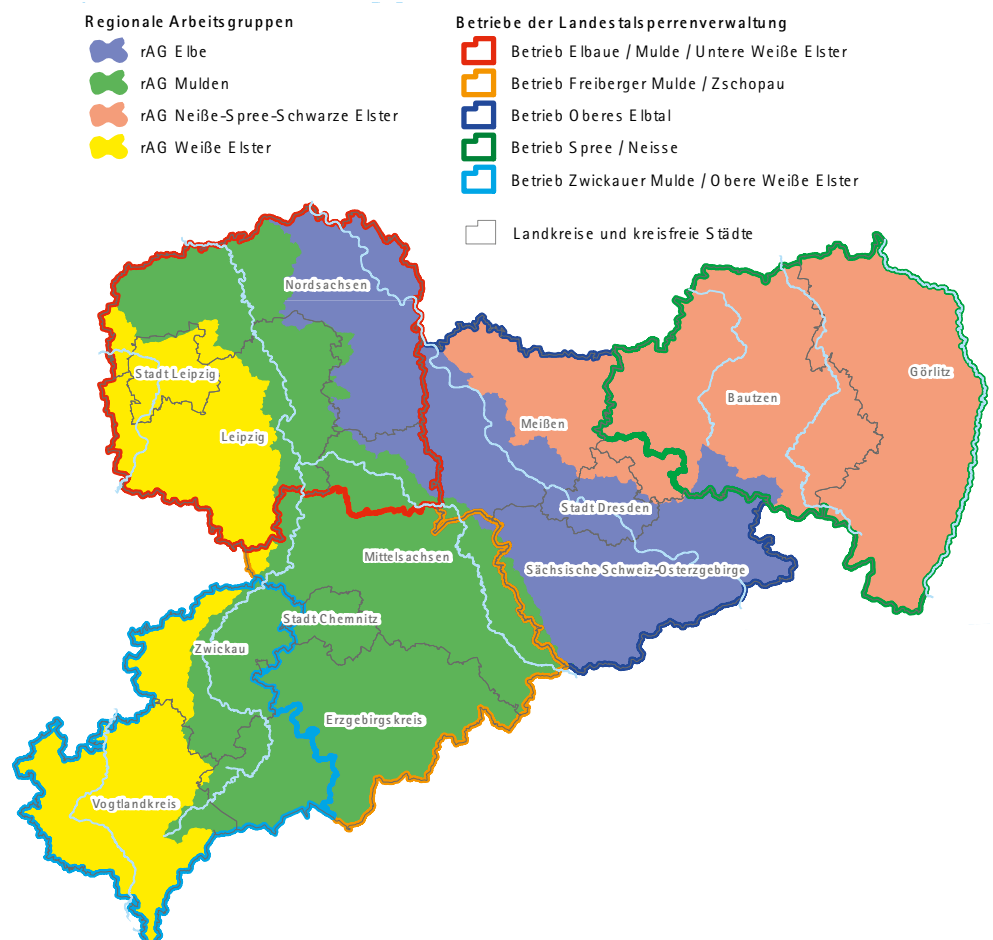 Regionale Arbeitsgruppen
rAG Elbe
rAG Mulden
rAG Neiße-Spree-Schwarze Elster
rAG Weiße Elster
Betriebe der Landestalsperrenverwaltung
Betrieb Elbaue / Mulde / Untere Weiße Elster
Betrieb Freiberger Mulde / Zschopau
Betrieb Oberes Elbtal
Betrieb Spree / Neisse
Betrieb Zwickauer Mulde / Obere Weiße Elster
Landkreise und kreisfreie Städte
Nordsachsen
Stadt Leipzig
Leipzig
Görlitz
Bautzen
Meißen
Stadt Dresden
Mittelsachsen
Sächsische Schweiz-Osterzgebirge
Stadt Chemnitz
Zwickau
Erzgebirgskreis
Vogtlandkreis